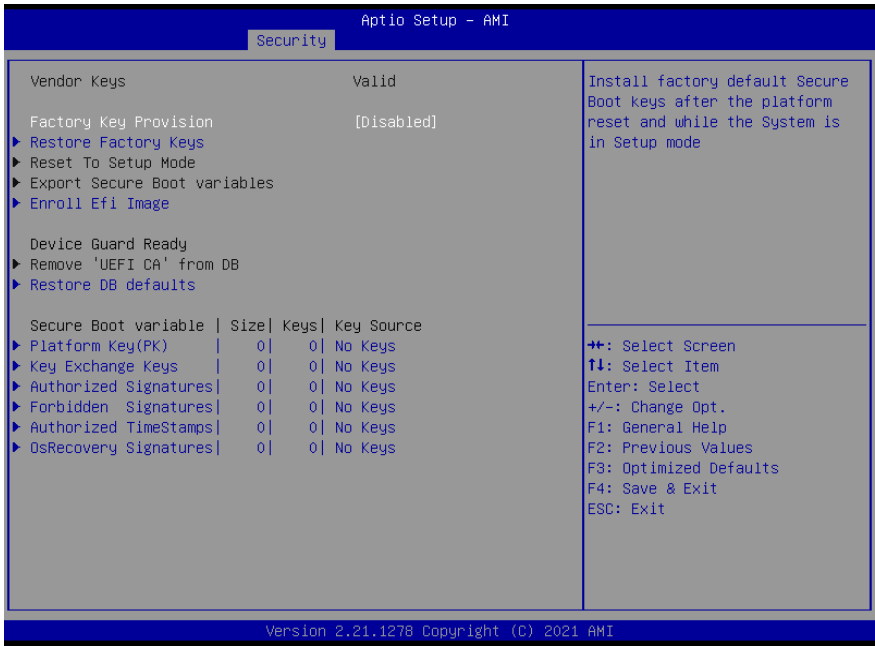 Aptio Setup - AMI
Security
Vendor Keys Valid
Factory Key Provision [Disabled]
Restore Factory Keys
Reset To Setup Mode
Export Secure Boot variables
Enroll Efi Image
Device Guard Ready
Remove 'UEFI CA' from DB
Restore DB defaults
Secure Boot variable | Size| Keys| Key Source
Platform Key(PK) | 0| 0| No Keys
Key Exchange Keys | 0| 0| No Keys
Authorized Signatures| 0| 0| No Keys
Forbidden Signatures| 0| 0| No Keys
Authorized TimeStamps| 0| 0| No Keys
OsRecovery Signatures| 0| 0| No Keys
Install factory default Secure
Boot keys after the platform
reset and while the System is
in Setup mode
→←: Select Screen
↑↓: Select Item
Enter: Select
+/-: Change Opt.
F1: General Help
F2: Previous Values
F3: Optimized Defaults
F4: Save & Exit
ESC: Exit
Version 2.21.1278 Copyright (C) 2021 AMI